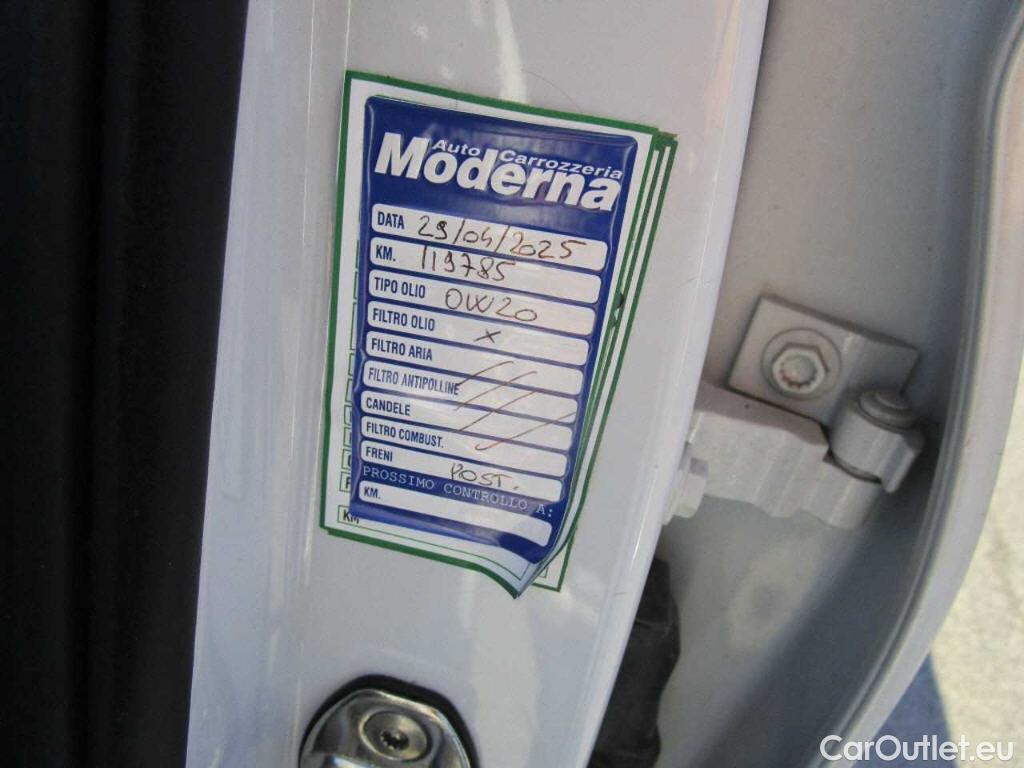 Auto Carrozzeria
Moderna
DATA 29/04/2025
KM. 119785
TIPO OLIO 0W20
FILTRO OLIO X
FILTRO ARIA
FILTRO ANTIPOLLINE
CANDELE
FILTRO COMBUST.
FRENI POST.
PROSSIMO CONTROLLO A:
KM.
KM
CarOutlet.eu